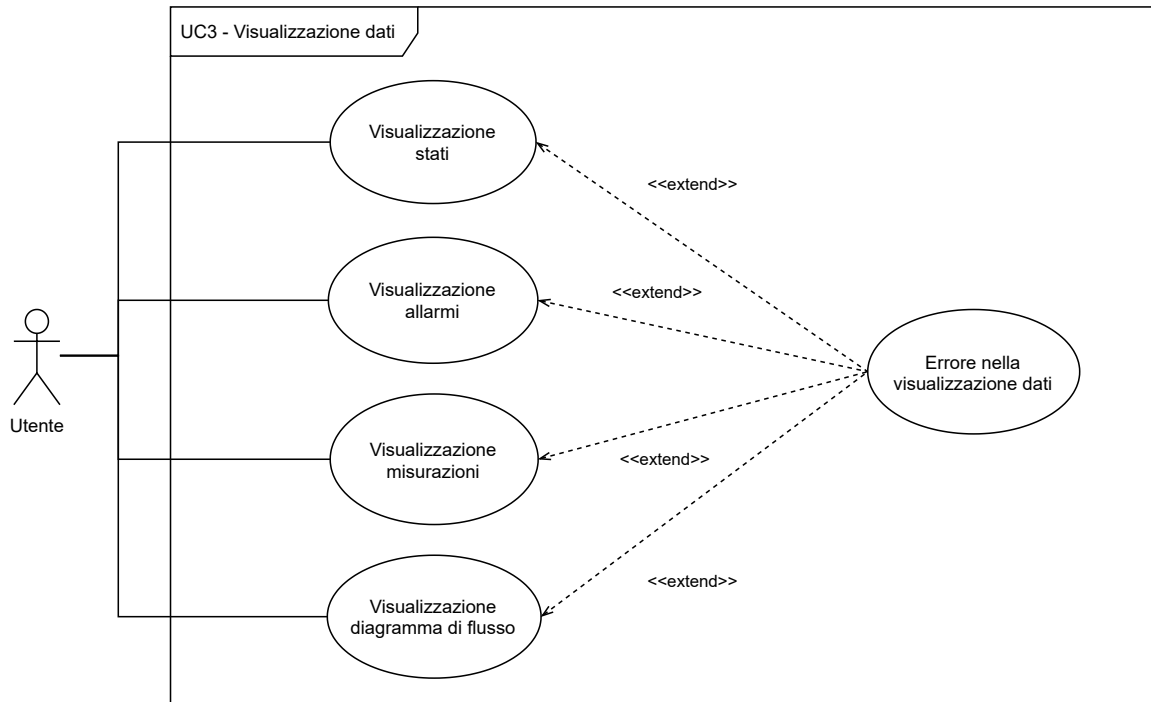 UC3 - Visualizzazione dati
Visualizzazione
stati
<<extend>>
Visualizzazione
allarmi
<<extend>>
Utente
Errore nella
visualizzazione dati
Visualizzazione
misurazioni
<<extend>>
Visualizzazione
diagramma di flusso
<<extend>>